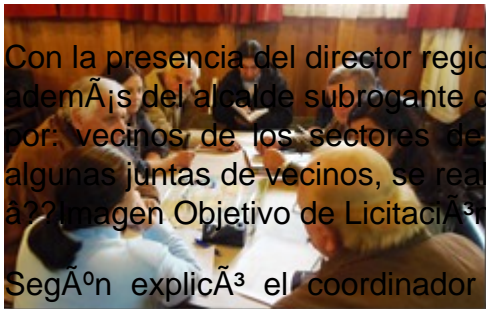 Con la presencia del director regio
ademÃ¡s del alcalde subrogante d
por: vecinos de los sectores de
algunas juntas de vecinos, se real
â??Imagen Objetivo de LicitaciÃ³n
SegÃºn explicÃ³ el coordinador